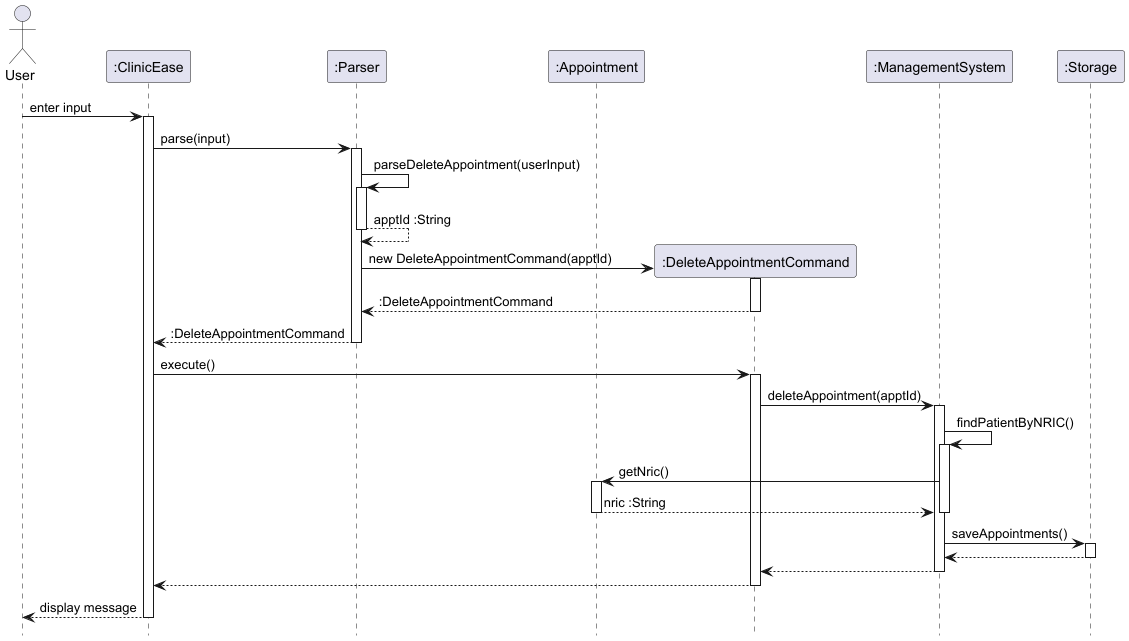 User
:ClinicEase
:Parser
:Appointment
:ManagementSystem
:Storage
enter input
parse(input)
parseDeleteAppointment(userInput)
apptId :String
new DeleteAppointmentCommand(apptId)
:DeleteAppointmentCommand
:DeleteAppointmentCommand
:DeleteAppointmentCommand
execute()
deleteAppointment(apptId)
findPatientByNRIC()
getNric()
nric :String
saveAppointments()
display message